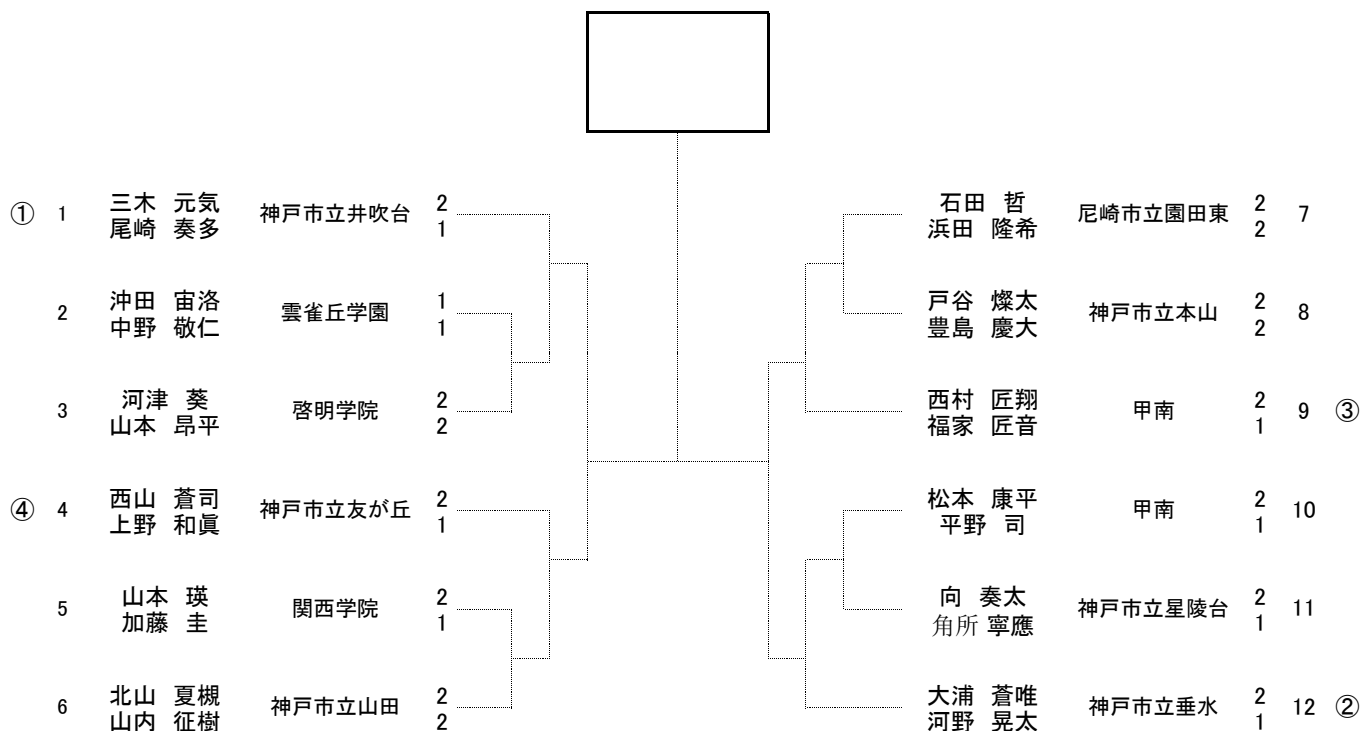 ① 1 三木 元気 神戸市立井吹台 2
尾崎 奏多 1
2 沖田 宙洛 雲雀丘学園 1
中野 敬仁 1
3 河津 葵 啓明学院 2
山本 昂平 2
④ 4 西山 蒼司 神戸市立友が丘 2
上野 和眞 1
5 山本 瑛 関西学院 2
加藤 圭 1
6 北山 夏槻 神戸市立山田 2
山内 征樹 2
石田 哲 尼崎市立園田東 2 7
浜田 隆希 2
戸谷 燦太 神戸市立本山 2 8
豊島 慶大 2
西村 匠翔 甲南 2 9 ③
福家 匠音 1
松本 康平 甲南 2 10
平野 司 1
向 奏太 神戸市立星陵台 2 11
角所 寧應 1
大浦 蒼唯 神戸市立垂水 2 12 ②
河野 晃太 1